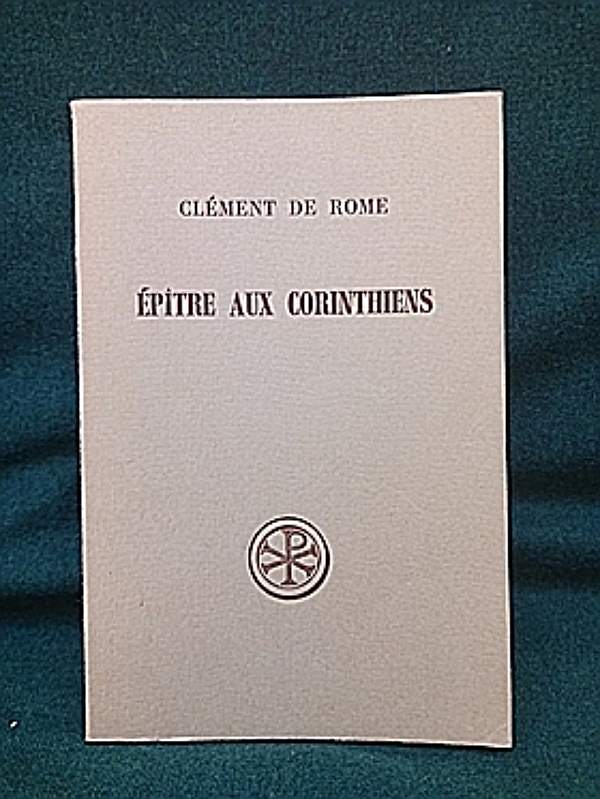 CLÉMENT DE ROME
ÉPÎTRE AUX CORINTHIENS